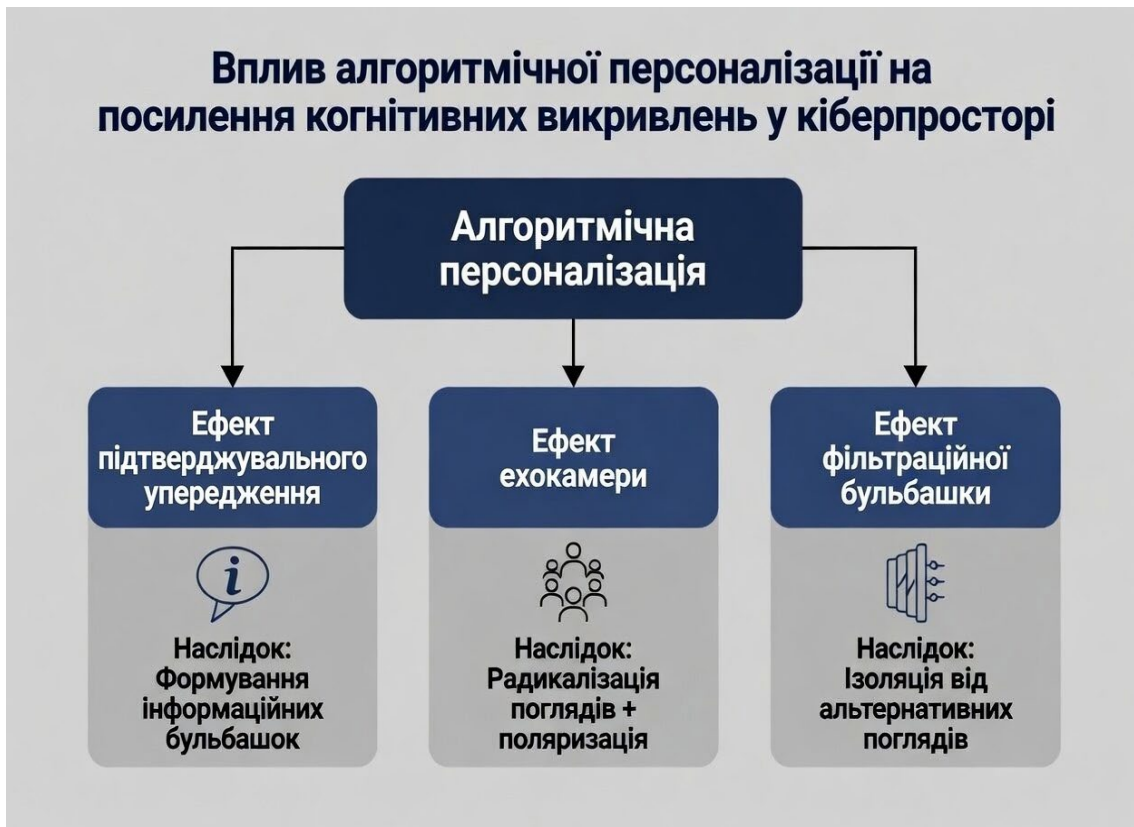 Вплив алгоритмічної персоналізації на
посилення когнітивних викривлень у кіберпросторі
Алгоритмічна
персоналізація
Ефект
підтверджувального
упередження
Наслідок:
Формування
інформаційних
бульбашок
Ефект
ехокамери
Наслідок:
Радикалізація
поглядів +
поляризація
Ефект
фільтраційної
бульбашки
Наслідок:
Ізоляція від
альтернативних
поглядів